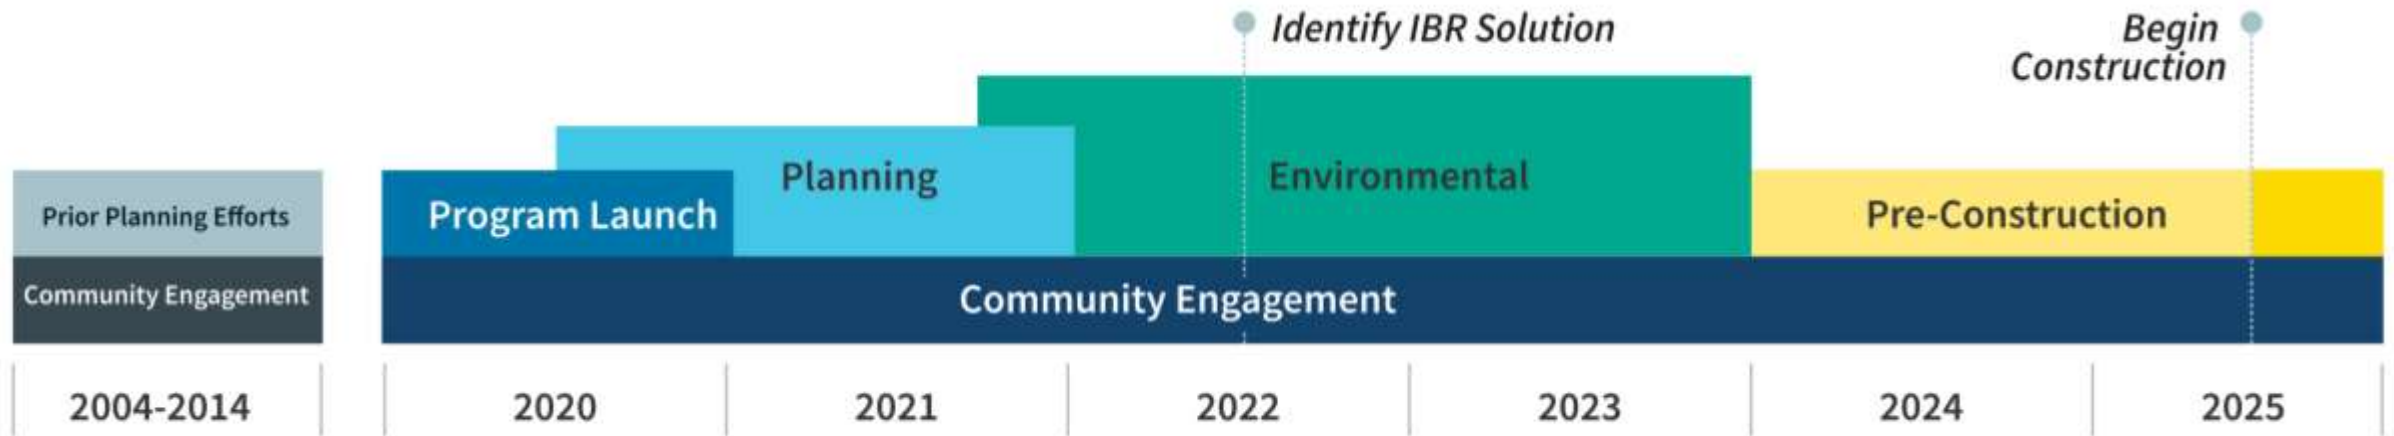 Identify IBR Solution
Begin
Construction
Planning
Environmental
Prior Planning Efforts
Program Launch
Pre-Construction
Community Engagement
Community Engagement
2004-2014
2020
2021
2022
2023
2024
2025